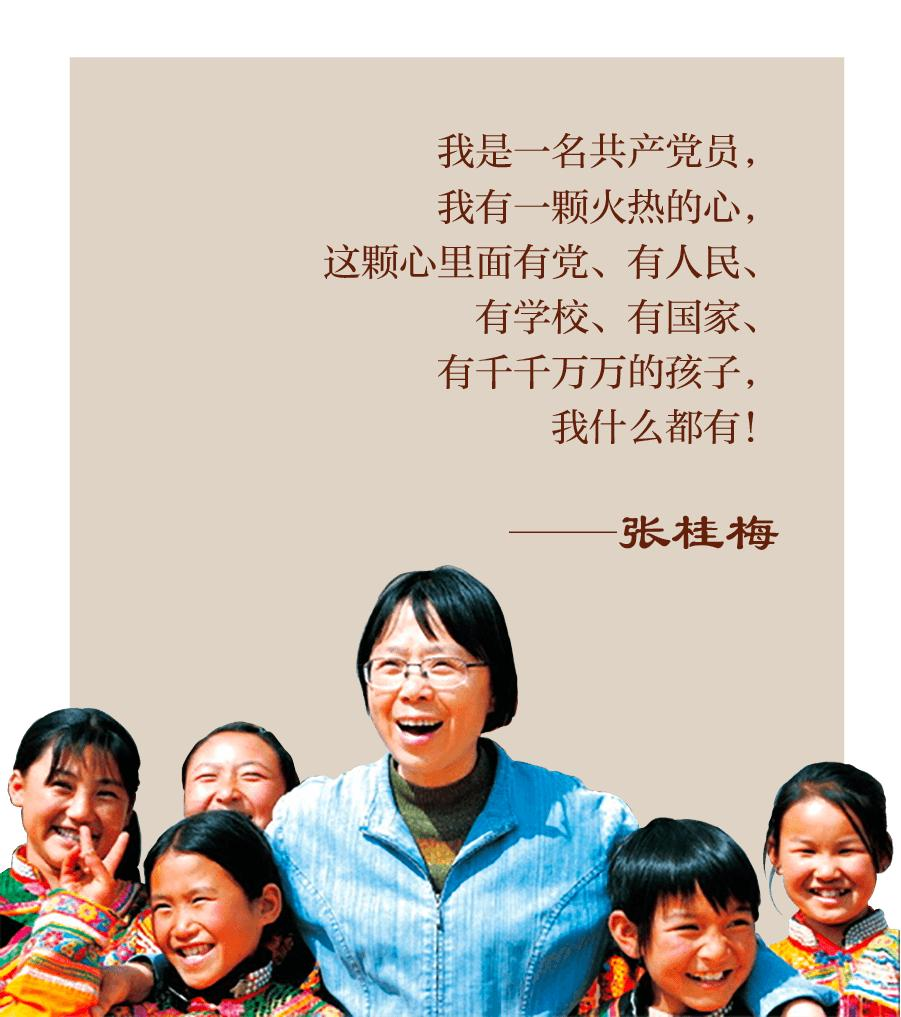 我是一名共产党员，
我有一颗火热的心，
这颗心里面有党、有人民、
有学校、有国家、
有千千万万的孩子，
我什么都有！
——张桂梅